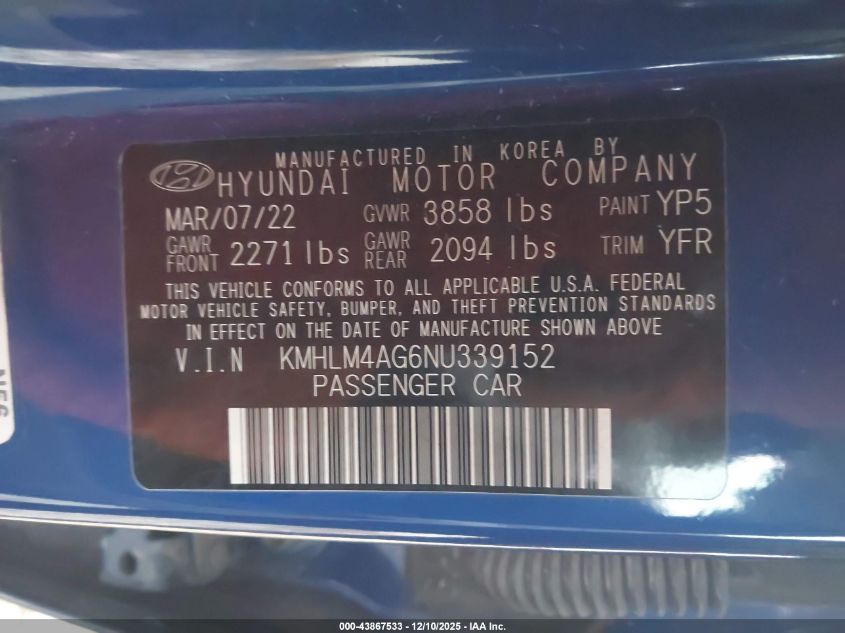 MANUFACTURED IN KOREA BY
HYUNDAI MOTOR COMPANY
MAR/07/22 GVWR 3858 lbs PAINT YP5
GAWR FRONT 2271 lbs GAWR REAR 2094 lbs TRIM YFR
THIS VEHICLE CONFORMS TO ALL APPLICABLE U.S.A. FEDERAL
MOTOR VEHICLE SAFETY, BUMPER, AND THEFT PREVENTION STANDARDS
IN EFFECT ON THE DATE OF MANUFACTURE SHOWN ABOVE
V.I.N KMHLM4AG6NU339152
PASSENGER CAR
000-43867533 - 12/10/2025 - IAA Inc.